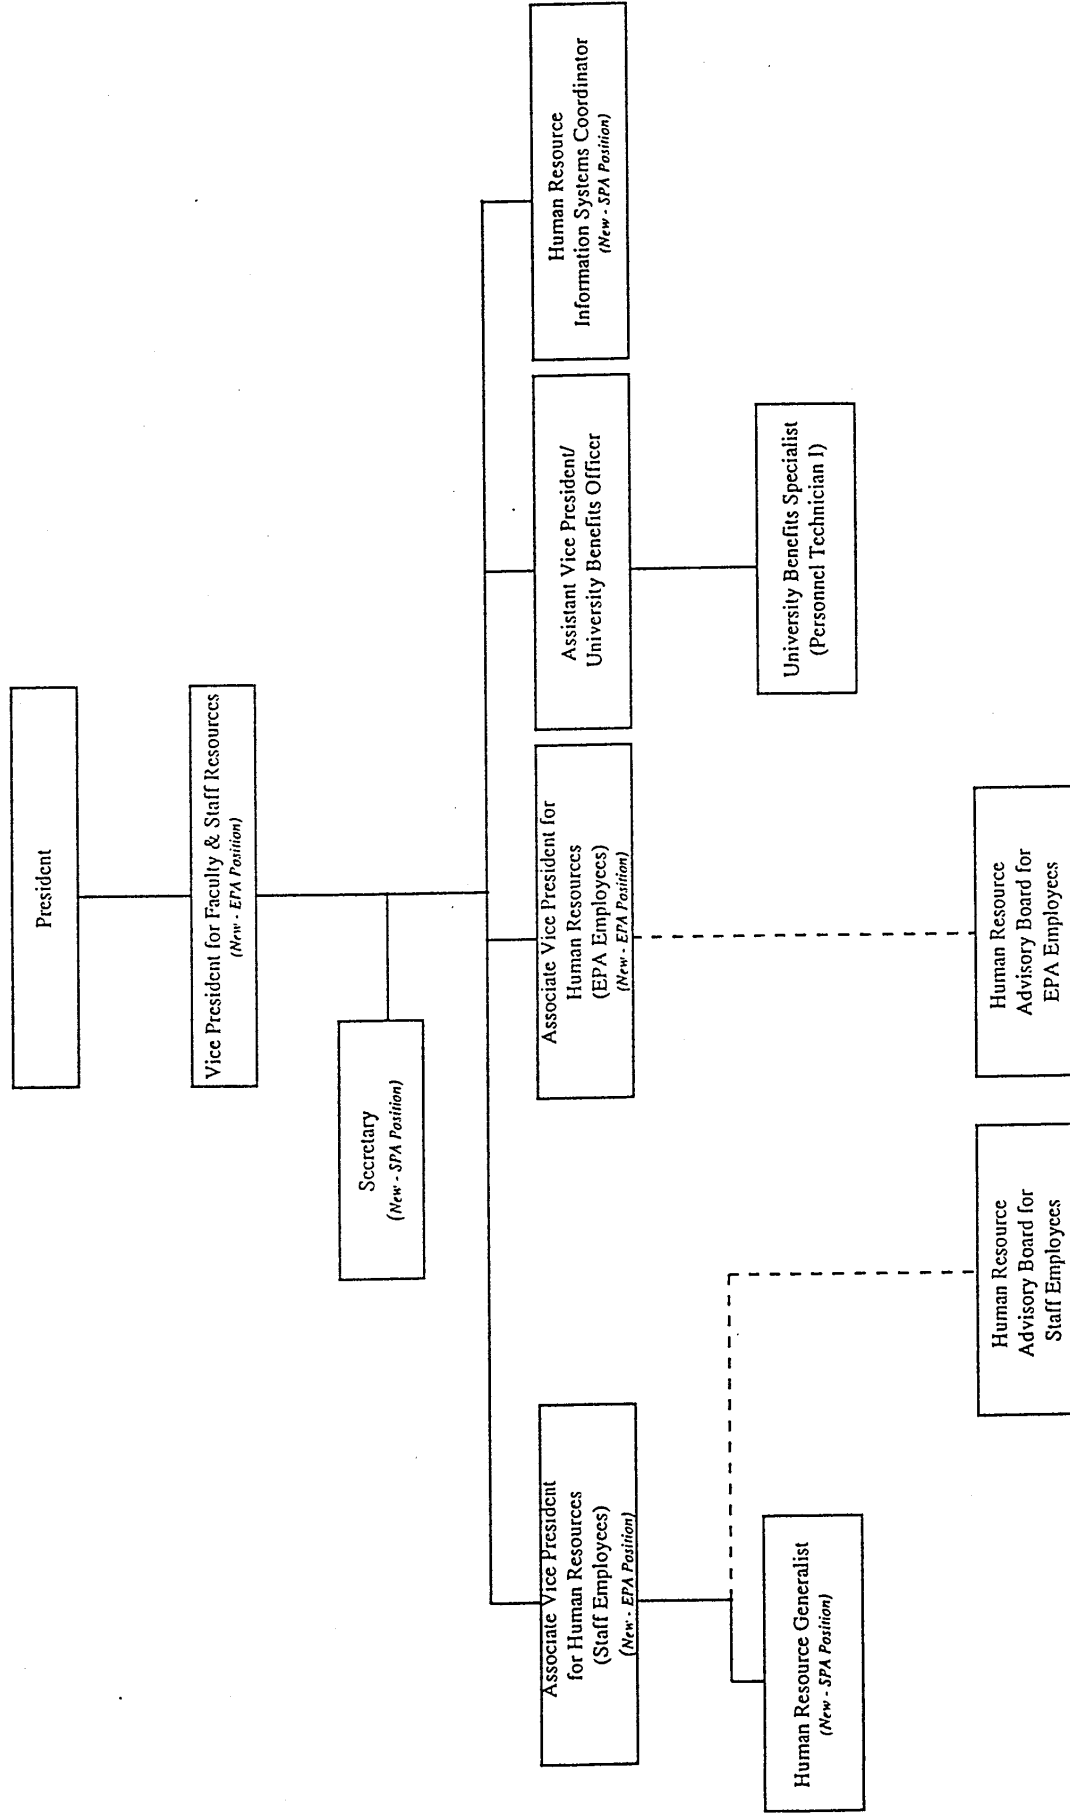 President
Vice President for Faculty & Staff Resources
(New - EPA Position)
Secretary
(New - SPA Position)
Associate Vice President
for Human Resources
(Staff Employees)
(New - EPA Position)
Associate Vice President for
Human Resources
(EPA Employees)
(New - EPA Position)
Assistant Vice President/
University Benefits Officer
Human Resource
Information Systems Coordinator
(New - SPA Position)
Human Resource Generalist
(New - SPA Position)
University Benefits Specialist
(Personnel Technician I)
Human Resource
Advisory Board for
Staff Employees
Human Resource
Advisory Board for
EPA Employees